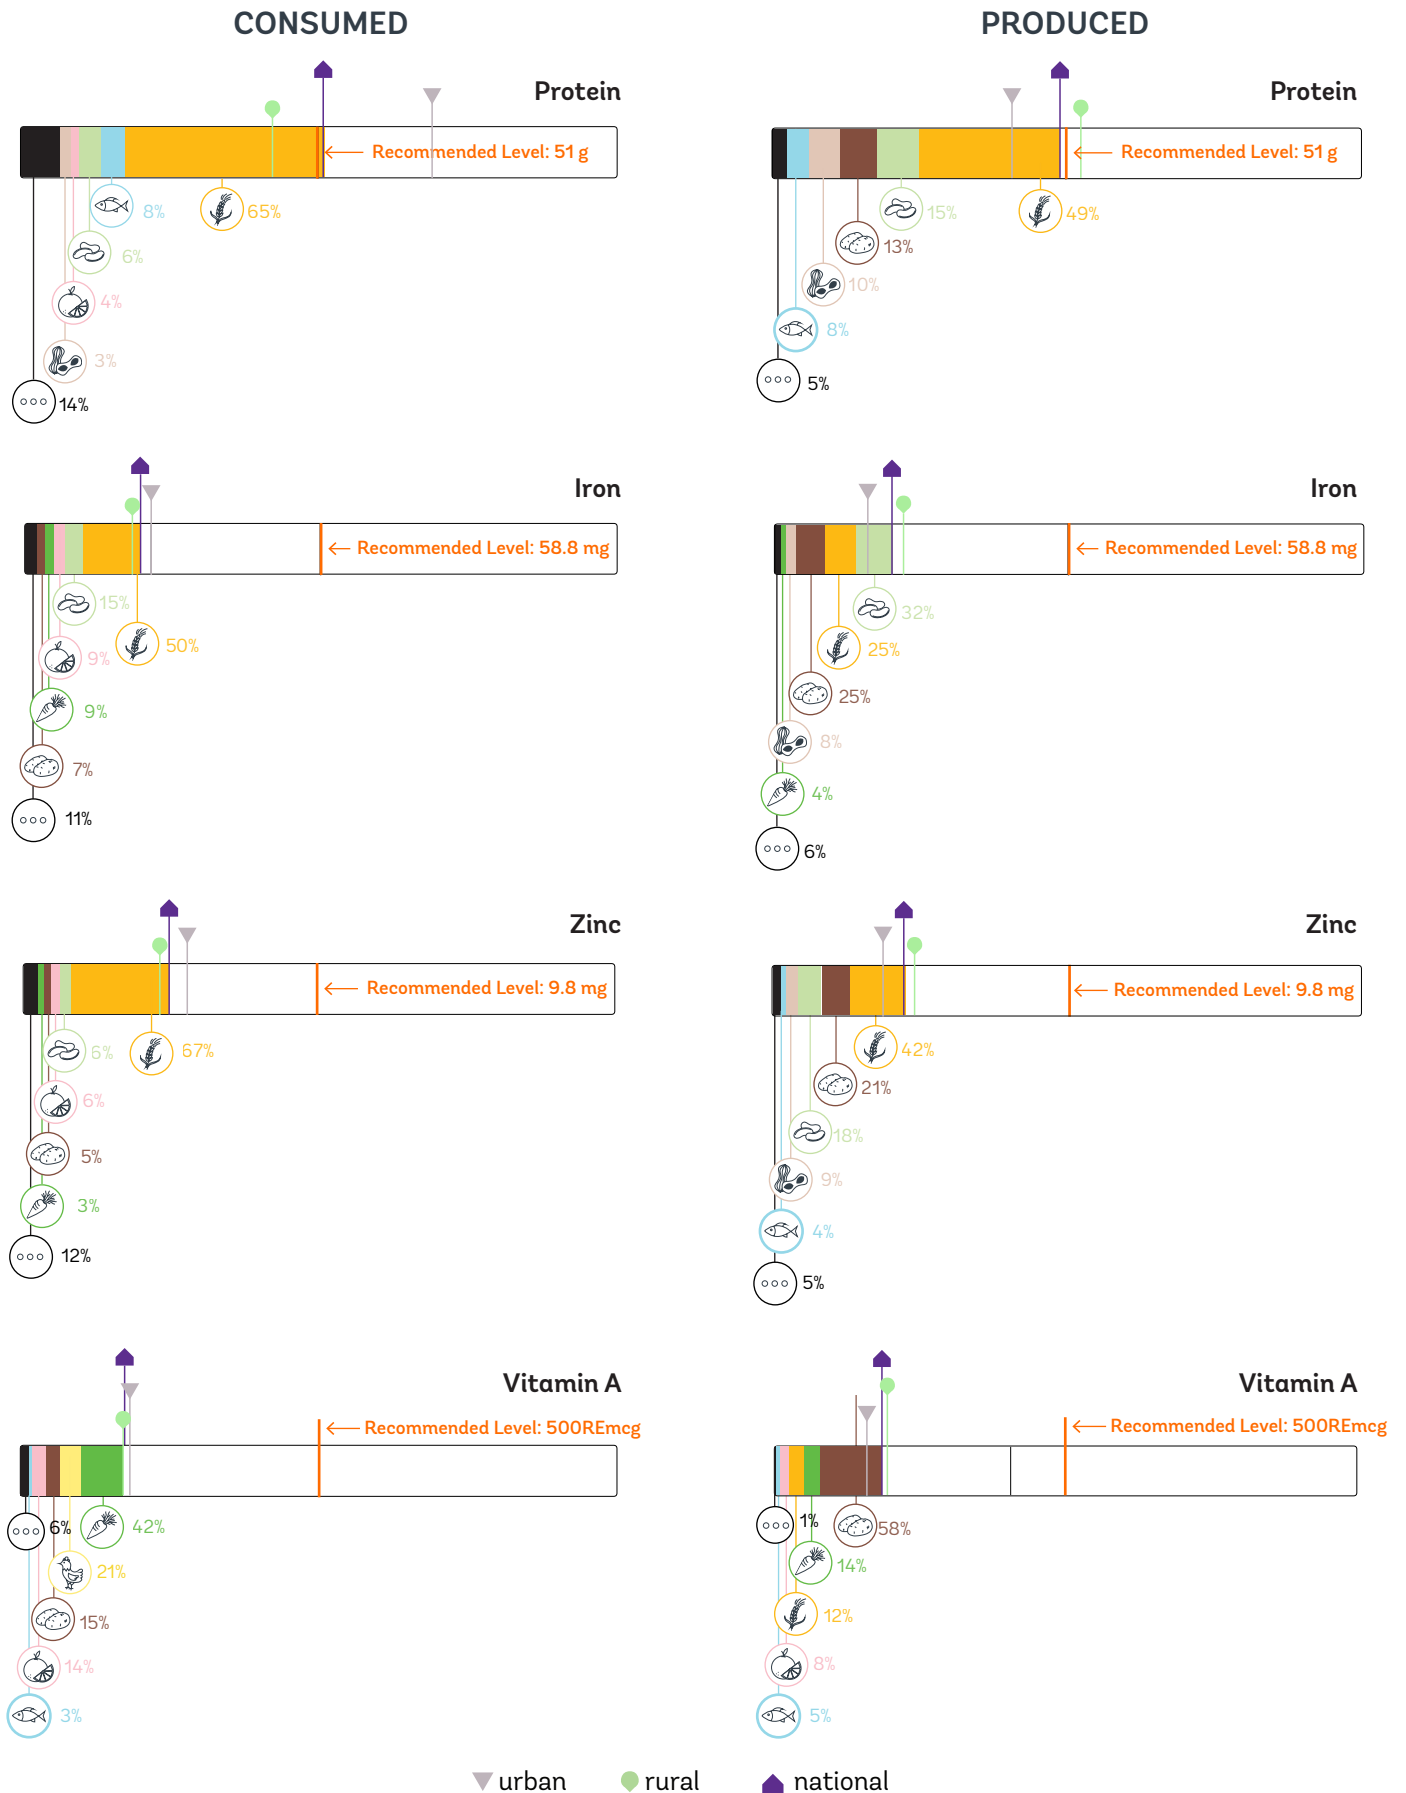 CONSUMED
PRODUCED
Protein
Recommended Level: 51 g
8%
65%
6%
4%
3%
14%
Protein
Recommended Level: 51 g
15%
49%
13%
10%
8%
5%
Iron
Recommended Level: 58.8 mg
15%
50%
9%
9%
7%
11%
Iron
Recommended Level: 58.8 mg
32%
25%
25%
8%
4%
6%
Zinc
Recommended Level: 9.8 mg
6%
67%
6%
5%
3%
12%
Zinc
Recommended Level: 9.8 mg
42%
21%
18%
9%
4%
5%
Vitamin A
Recommended Level: 500REmcg
6%
42%
21%
15%
14%
3%
Vitamin A
Recommended Level: 500REmcg
1%
58%
14%
12%
8%
5%
urban
rural
national